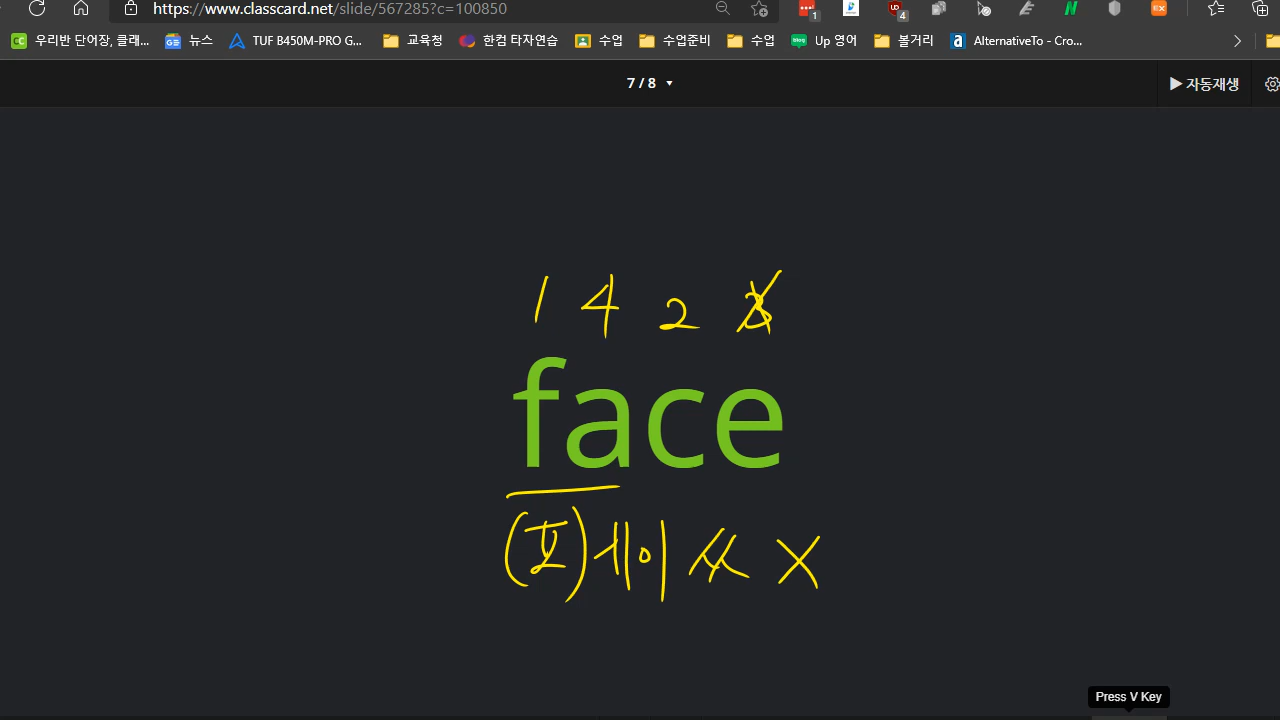 https://www.classcard.net/slide/567285?c=100850
1 4
우리반 단어장, 클래... 뉴스 TUF B450M-PRO G... 교육청 한컴 타자연습 수업 수업준비 수업 Up 영어 볼거리 AlternativeTo - Cro...
7 / 8 자동재생
1 4 2
face
(ㅍ) ㅔ이 ㅆ X
Press V Key